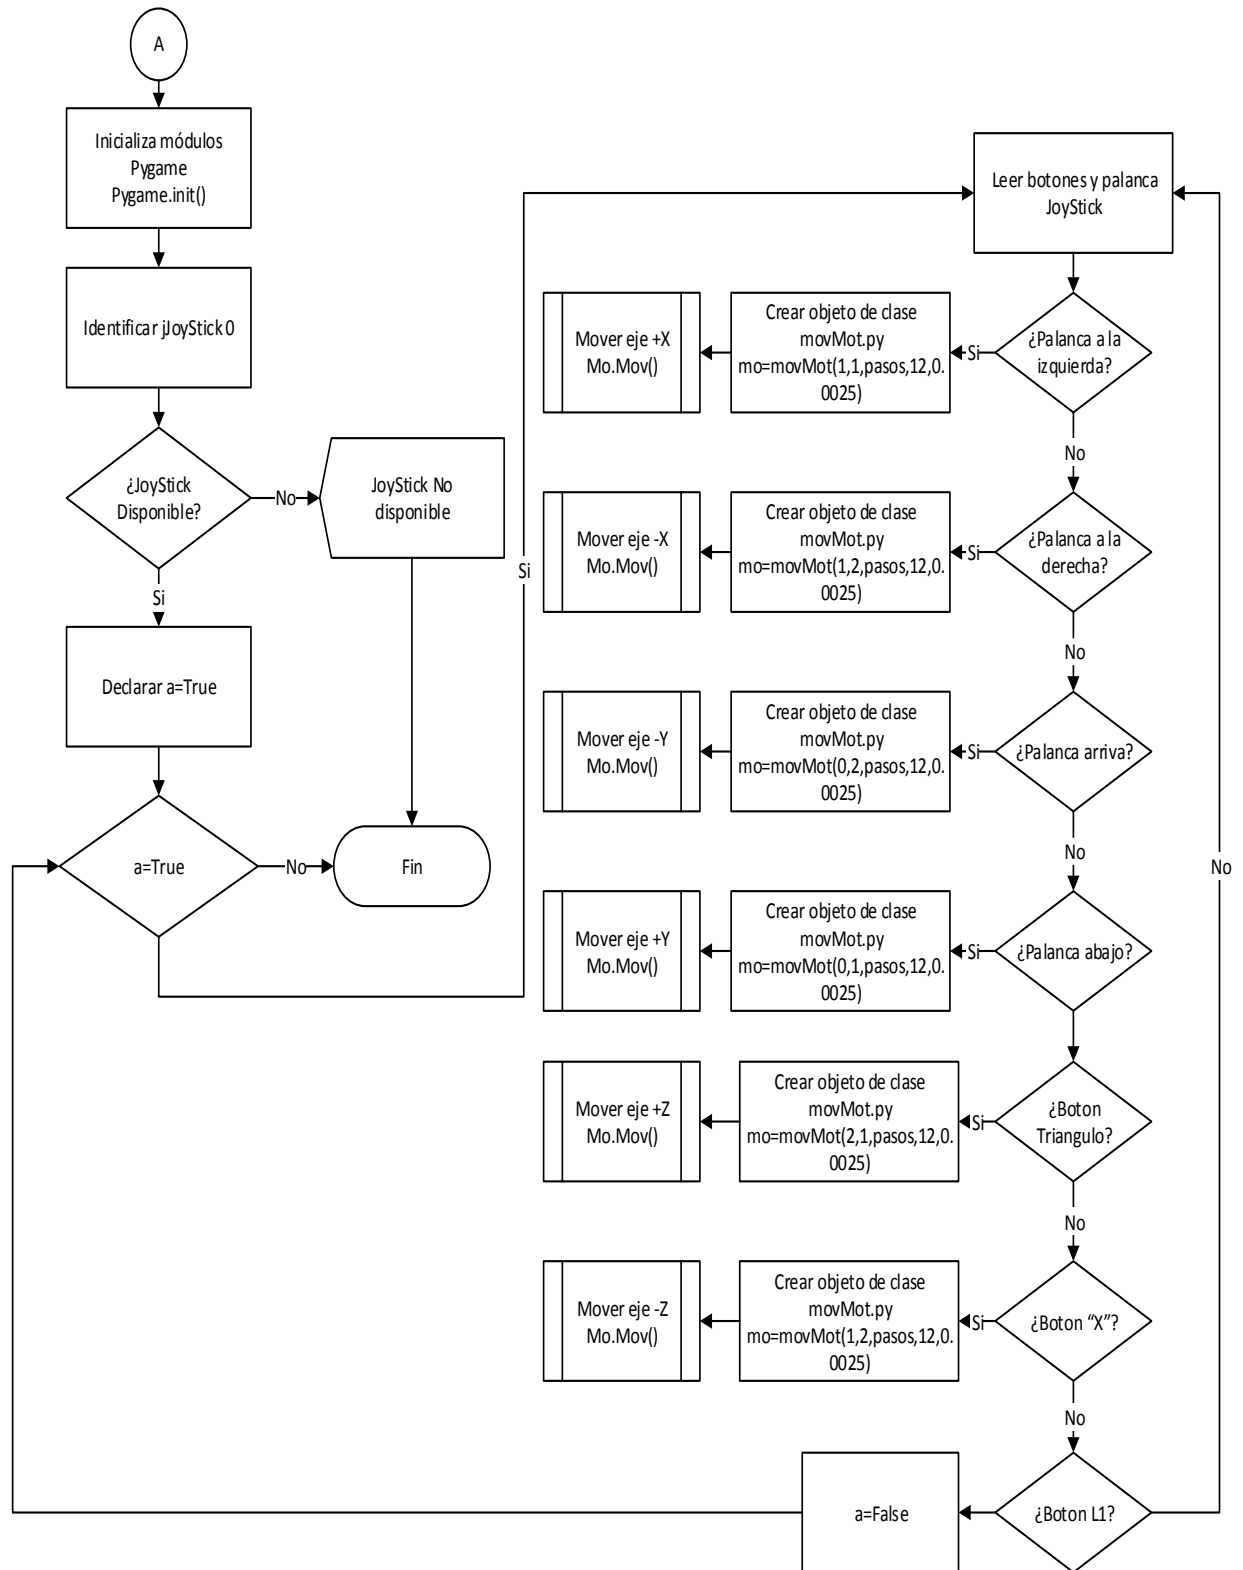 A
Inicializa módulos
Pygame
Pygame.init()
Identificar jJoyStick 0
¿JoyStick
Disponible?
No
JoyStick No
disponible
Si
Declarar a=True
a=True
No
Fin
Si
Leer botones y palanca
JoyStick
¿Palanca a la
izquierda?
Si
Crear objeto de clase
movMot.py
mo=movMot(1,1,pasos,12,0.
0025)
Mover eje +X
Mo.Mov()
No
¿Palanca a la
derecha?
Si
Crear objeto de clase
movMot.py
mo=movMot(1,2,pasos,12,0.
0025)
Mover eje -X
Mo.Mov()
No
¿Palanca arriva?
Si
Crear objeto de clase
movMot.py
mo=movMot(0,2,pasos,12,0.
0025)
Mover eje -Y
Mo.Mov()
No
¿Palanca abajo?
Si
Crear objeto de clase
movMot.py
mo=movMot(0,1,pasos,12,0.
0025)
Mover eje +Y
Mo.Mov()
¿Boton
Triangulo?
Si
Crear objeto de clase
movMot.py
mo=movMot(2,1,pasos,12,0.
0025)
Mover eje +Z
Mo.Mov()
No
¿Boton “X”?
Si
Crear objeto de clase
movMot.py
mo=movMot(1,2,pasos,12,0.
0025)
Mover eje -Z
Mo.Mov()
No
¿Boton L1?
No
a=False